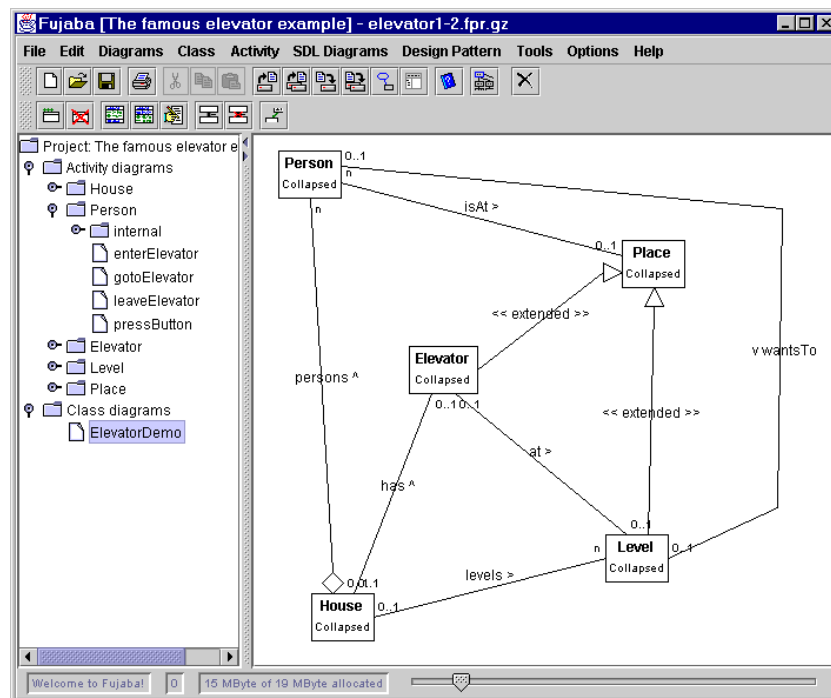 Fujaba [The famous elevator example] - elevator1-2.fpr.gz
File Edit Diagrams Class Activity SDL Diagrams Design Pattern Tools Options Help
Project: The famous elevator e
Activity diagrams
House
Person
internal
enterElevator
gotoElevator
leaveElevator
pressButton
Elevator
Level
Place
Class diagrams
ElevatorDemo
Person
Collapsed
0..1
n
n
isAt >
0..1
Place
Collapsed
<< extended >>
Elevator
Collapsed
v wantsTo
persons ^
0..1
0..1
<< extended >>
at >
has ^
0..1
n
Level
0..1
Collapsed
levels >
0..1
House
0..1
Collapsed
Welcome to Fujaba!
0
15 MByte of 19 MByte allocated